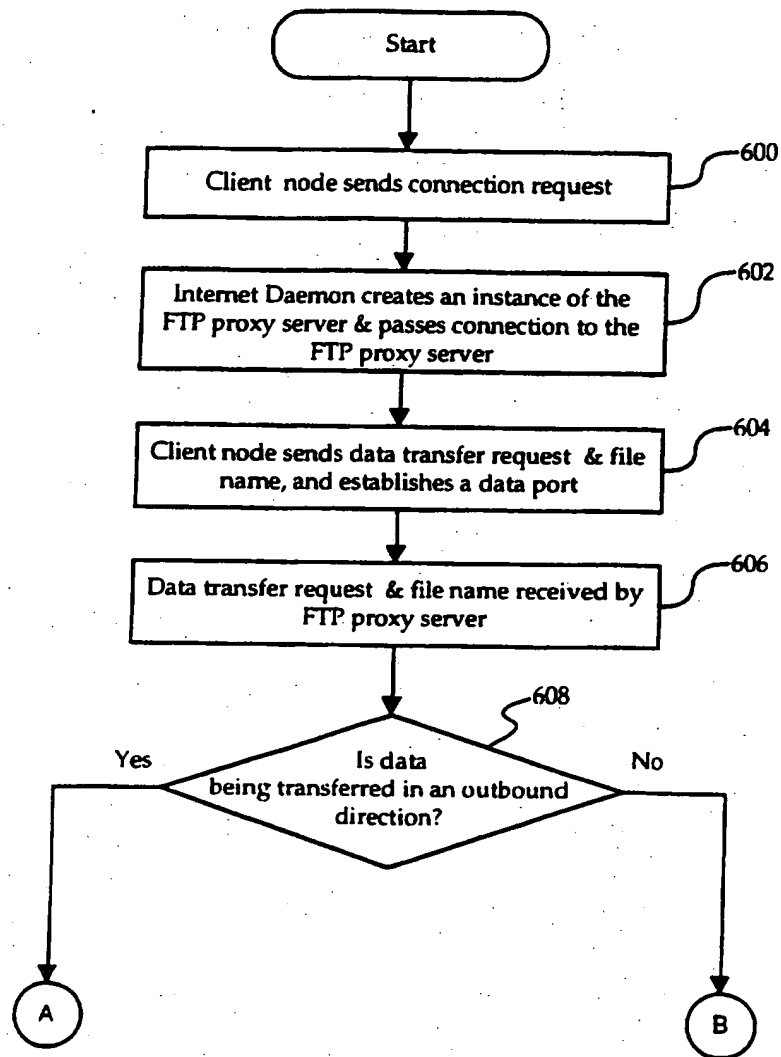 Start
Client node sends connection request
600
Internet Daemon creates an instance of the
FTP proxy server & passes connection to the
FTP proxy server
602
Client node sends data transfer request & file
name, and establishes a data port
604
Data transfer request & file name received by
FTP proxy server
606
608
Yes
Is data
being transferred in an outbound
direction?
No
A
B